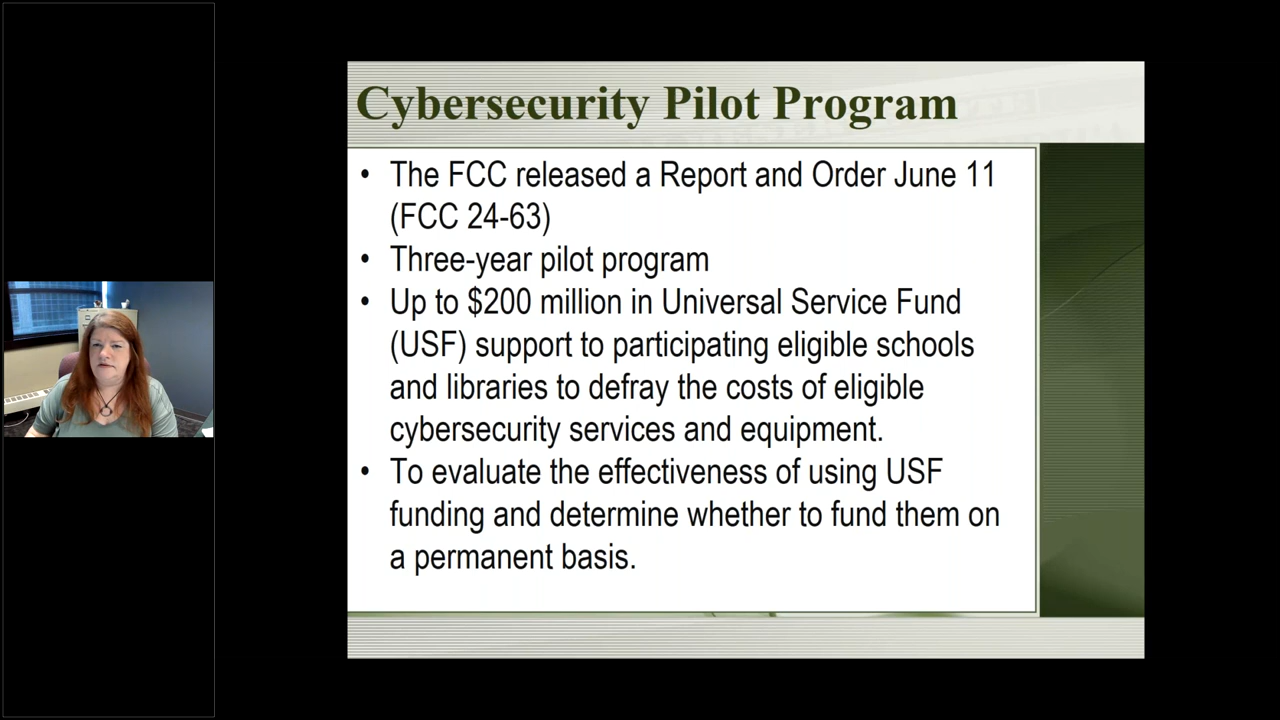 Cybersecurity Pilot Program
• The FCC released a Report and Order June 11
(FCC 24-63)
• Three-year pilot program
• Up to $200 million in Universal Service Fund
(USF) support to participating eligible schools
and libraries to defray the costs of eligible
cybersecurity services and equipment.
• To evaluate the effectiveness of using USF
funding and determine whether to fund them on
a permanent basis.